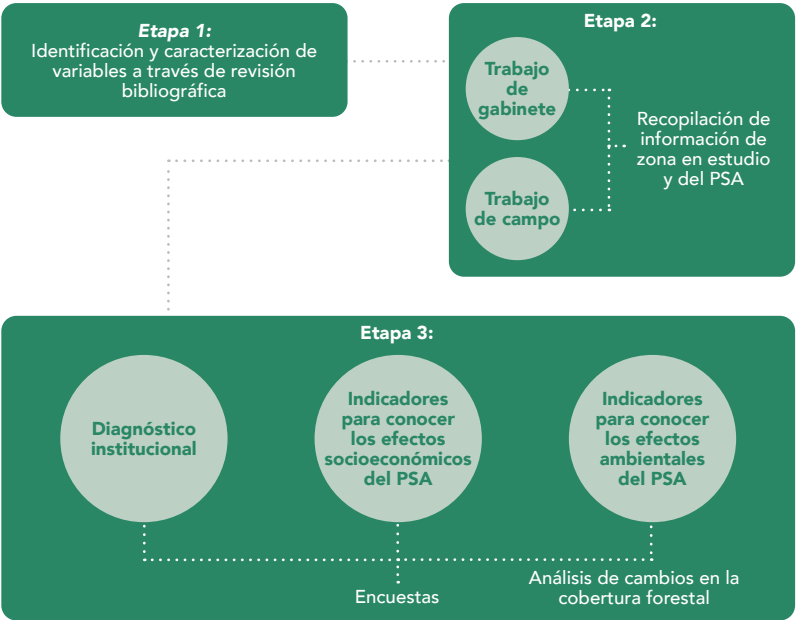 Etapa 1:
Identificación y caracterización de
variables a través de revisión
bibliográfica
Etapa 2:
Trabajo
de
gabinete
Trabajo
de campo
Recopilación de
información de
zona en estudio
y del PSA
Etapa 3:
Diagnóstico
institucional
Indicadores
para conocer
los efectos
socioeconómicos
del PSA
Indicadores
para conocer
los efectos
ambientales
del PSA
Encuestas
Análisis de cambios en la
cobertura forestal